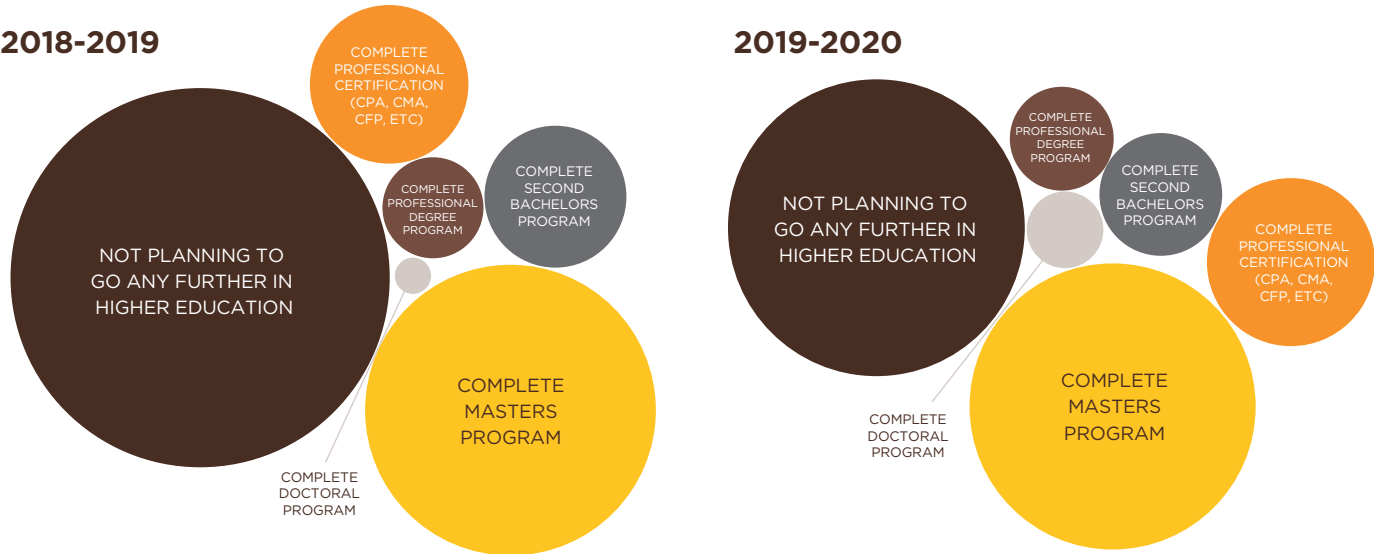 2018-2019
COMPLETE
PROFESSIONAL
CERTIFICATION
(CPA, CMA,
CFP, ETC)
COMPLETE
PROFESSIONAL
DEGREE
PROGRAM
COMPLETE
SECOND
BACHELORS
PROGRAM
NOT PLANNING TO
GO ANY FURTHER IN
HIGHER EDUCATION
COMPLETE
MASTERS
PROGRAM
COMPLETE
DOCTORAL
PROGRAM
2019-2020
COMPLETE
PROFESSIONAL
DEGREE
PROGRAM
COMPLETE
SECOND
BACHELORS
PROGRAM
NOT PLANNING TO
GO ANY FURTHER IN
HIGHER EDUCATION
COMPLETE
PROFESSIONAL
CERTIFICATION
(CPA, CMA,
CFP, ETC)
COMPLETE
MASTERS
PROGRAM
COMPLETE
DOCTORAL
PROGRAM